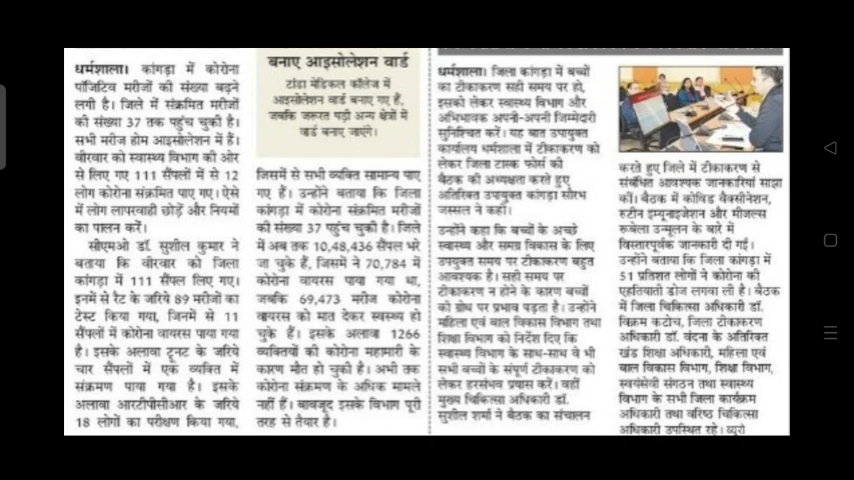 धर्मशाला। कांगड़ा में कोरोना
पॉजिटिव मरीजों की संख्या बढ़ने
लगी है। जिले में संक्रमित मरीजों
की संख्या 37 तक पहुंच चुकी है।
सभी मरीज होम आइसोलेशन में हैं।
वीरवार को स्वास्थ्य विभाग की ओर
से लिए गए 111 सैंपलों में से 12
लोग कोरोना संक्रमित पाए गए। ऐसे
में लोग लापरवाही छोड़ें और नियमों
का पालन करें।
सीएमओ डॉ. सुशील कुमार ने
बताया कि वीरवार को जिला
कांगड़ा में 111 सैंपल लिए गए।
इनमें से रैट के जरिये 89 मरीजों का
टेस्ट किया गया, जिनमें से 11
सैंपलों में कोरोना वायरस पाया गया
है। इसके अलावा ट्रूनट के जरिये
चार सैंपलों में एक व्यक्ति में
संक्रमण पाया गया है। इसके
अलावा आरटीपीसीआर के जरिये
18 लोगों का परीक्षण किया गया,
बनाए आइसोलेशन वार्ड
टांडा मेडिकल कॉलेज में
आइसोलेशन वार्ड बनाए गए हैं,
जबकि जरूरत पड़ी अन्य क्षेत्रों में
वार्ड बनाए जाएंगे।
जिसमें से सभी व्यक्ति सामान्य पाए
गए हैं। उन्होंने बताया कि जिला
कांगड़ा में कोरोना संक्रमित मरीजों
की संख्या 37 पहुंच चुकी है। जिले
में अब तक 10,48,436 सैंपल भरे
जा चुके हैं, जिसमें ने 70,784 में
कोरोना वायरस पाया गया था,
जबकि 69,473 मरीज कोरोना
वायरस को मात देकर स्वस्थ्य हो
चुके हैं। इसके अलावा 1266
व्यक्तियों की कोरोना महामारी के
कारण मौत हो चुकी है। अभी तक
कोरोना संक्रमण के अधिक मामले
नहीं हैं। बावजूद इसके विभाग पूरी
तरह से तैयार है।
धर्मशाला। जिला कांगड़ा में बच्चों
का टीकाकरण सही समय पर हो,
इसको लेकर स्वास्थ्य विभाग और
अभिभावक अपनी-अपनी जिम्मेदारी
सुनिश्चित करें। यह बात उपायुक्त
कार्यालय धर्मशाला में टीकाकरण को
लेकर जिला टास्क फोर्स की
बैठक की अध्यक्षता करते हुए
अतिरिक्त उपायुक्त कांगड़ा सौरभ
जस्सल ने कही।
उन्होंने कहा कि बच्चों के अच्छे
स्वास्थ्य और समग्र विकास के लिए
उपयुक्त समय पर टीकाकरण बहुत
आवश्यक है। सही समय पर
टीकाकरण न होने के कारण बच्चों
को ग्रोथ पर प्रभाव पड़ता है। उन्होंने
महिला एवं बाल विकास विभाग तथा
शिक्षा विभाग को निर्देश दिए कि
स्वास्थ्य विभाग के साथ-साथ वे भी
सभी बच्चों के संपूर्ण टीकाकरण को
लेकर हरसंभव प्रयास करें। वहीं
मुख्य चिकित्सा अधिकारी डॉ.
सुशील शर्मा ने बैठक का संचालन
करते हुए जिले में टीकाकरण से
संबंधित आवश्यक जानकारियां साझा
कीं। बैठक में कोविड वैक्सीनेशन,
रुटीन इम्यूनाइजेशन और मीजल्स
रूबेला उन्मूलन के बारे में
विस्तारपूर्वक जानकारी दी गई।
उन्होंने बताया कि जिला कांगड़ा में
51 प्रतिशत लोगों ने कोरोना की
एहतियाती डोज लगवा ली है। बैठक
में जिला चिकित्सा अधिकारी डॉ.
विक्रम कटोच, जिला टीकाकरण
अधिकारी डॉ. वंदना के अतिरिक्त
खंड शिक्षा अधिकारी, महिला एवं
बाल विकास विभाग, शिक्षा विभाग,
स्वयंसेवी संगठन तथा स्वास्थ्य
विभाग के सभी जिला कार्यक्रम
अधिकारी तथा वरिष्ठ चिकित्सा
अधिकारी उपस्थित रहे। ब्यूरो